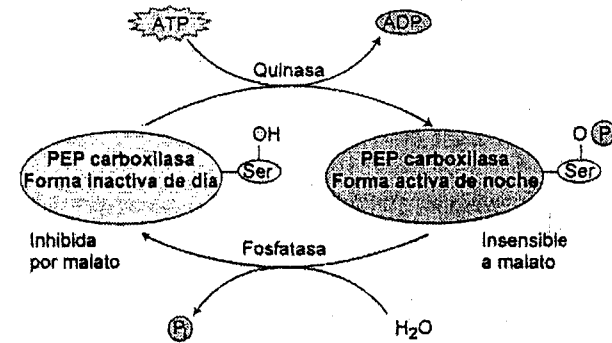 ATP
ADP
Quinasa
OH
O P
PEP carboxilasa
Forma inactiva de día
Ser
PEP carboxilasa
Forma activa de noche
Ser
Inhibida
por malato
Fosfatasa
Insensible
a malato
Pi
H₂O